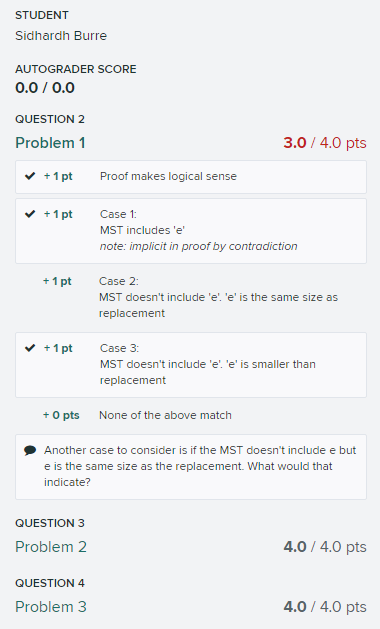 STUDENT
Sidhardh Burre
AUTOGRADER SCORE
0.0 / 0.0
QUESTION 2
Problem 1 3.0 / 4.0 pts
✔ + 1 pt Proof makes logical sense
✔ + 1 pt Case 1:
MST includes 'e'
note: implicit in proof by contradiction
+ 1 pt Case 2:
MST doesn't include 'e'. 'e' is the same size as
replacement
✔ + 1 pt Case 3:
MST doesn't include 'e'. 'e' is smaller than
replacement
+ 0 pts None of the above match
Another case to consider is if the MST doesn't include e but
e is the same size as the replacement. What would that
indicate?
QUESTION 3
Problem 2 4.0 / 4.0 pts
QUESTION 4
Problem 3 4.0 / 4.0 pts